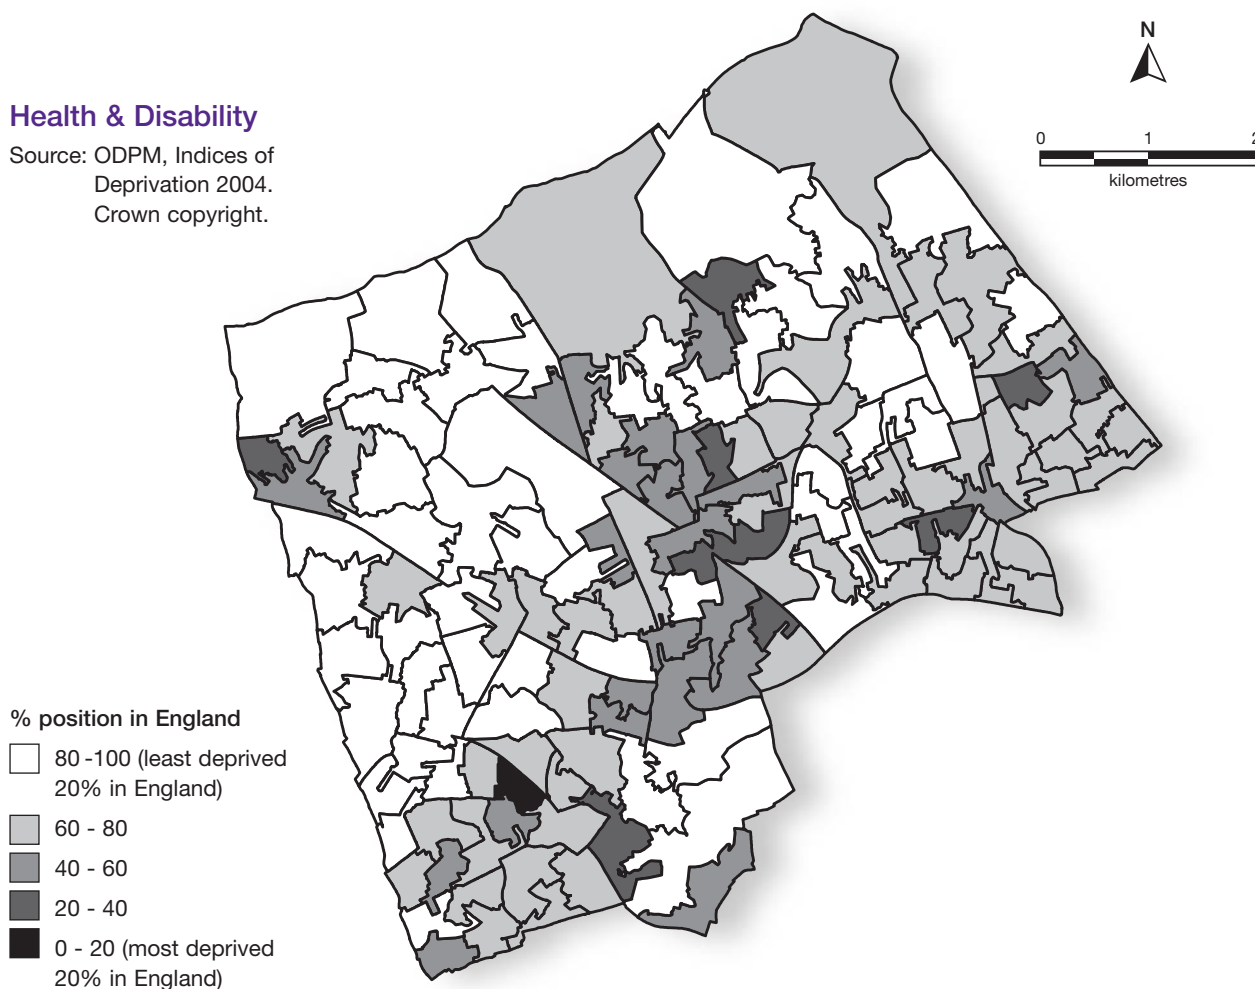 Health & Disability
Source: ODPM, Indices of
Deprivation 2004.
Crown copyright.
N
0 1 2
kilometres
% position in England
80 -100 (least deprived
20% in England)
60 - 80
40 - 60
20 - 40
0 - 20 (most deprived
20% in England)